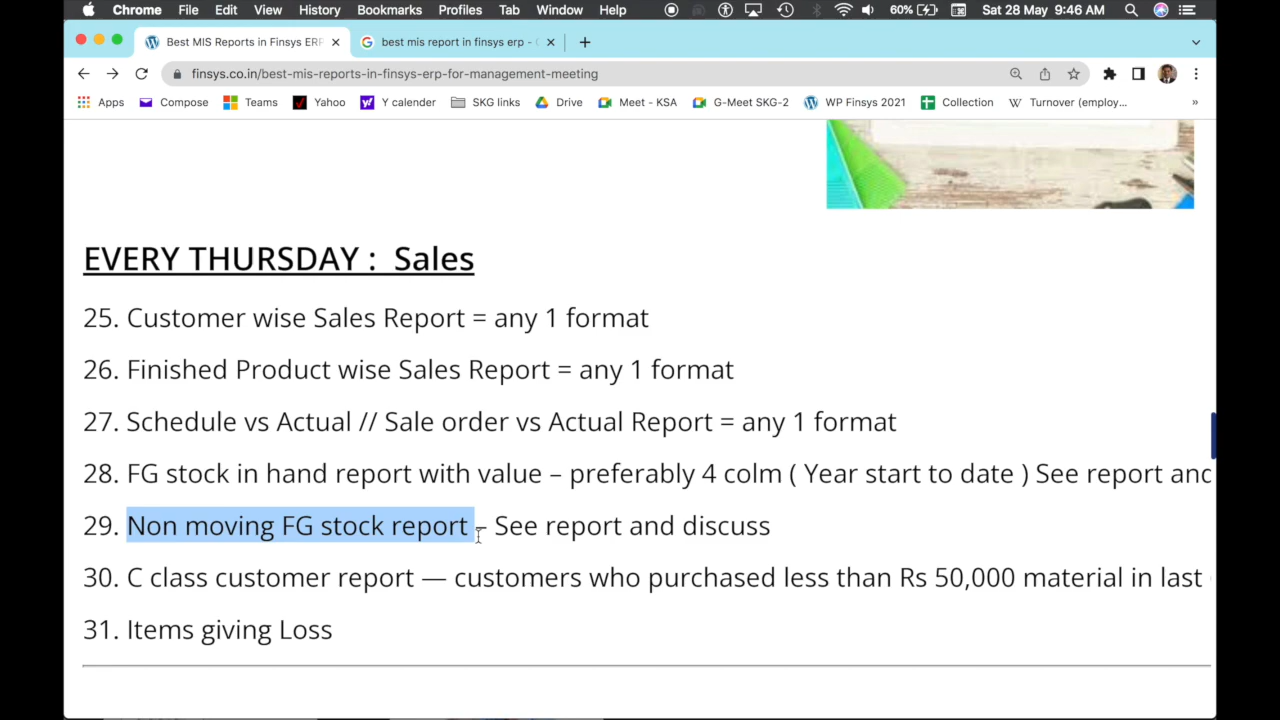 Chrome File Edit View History Bookmarks Profiles Tab Window Help 60% Sat 28 May 9:46 AM
Best MIS Reports in Finsys ERP best mis report in finsys erp -
finsys.co.in/best-mis-reports-in-finsys-erp-for-management-meeting
Apps Compose Teams Yahoo Y calender SKG links Drive Meet - KSA G-Meet SKG-2 WP Finsys 2021 Collection Turnover (employ... »
EVERY THURSDAY : Sales
25. Customer wise Sales Report = any 1 format
26. Finished Product wise Sales Report = any 1 format
27. Schedule vs Actual // Sale order vs Actual Report = any 1 format
28. FG stock in hand report with value – preferably 4 colm ( Year start to date ) See report and
29. Non moving FG stock report – See report and discuss
30. C class customer report — customers who purchased less than Rs 50,000 material in last
31. Items giving Loss